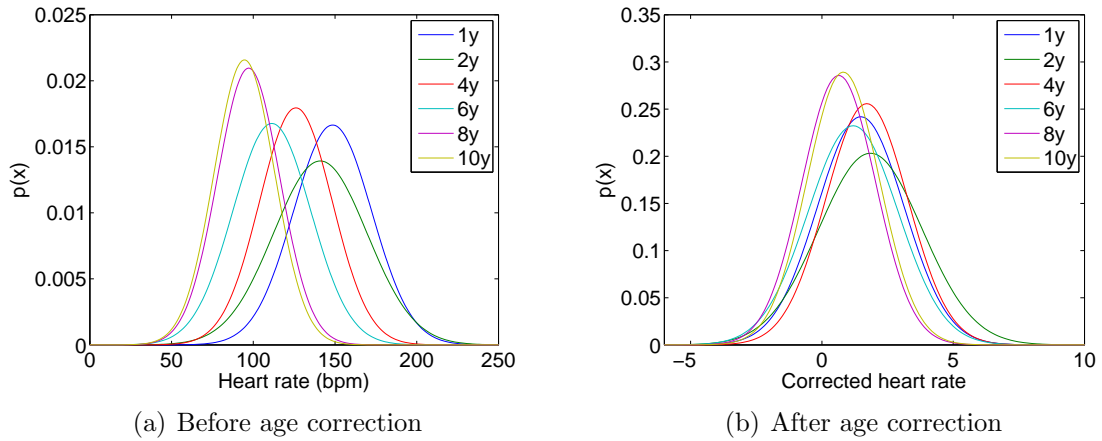 0.025
0.02
0.015
0.01
0.005
0
p(x)
0 50 100 150 200 250
Heart rate (bpm)
1y
2y
4y
6y
8y
10y
(a) Before age correction
0.35
0.3
0.25
0.2
0.15
0.1
0.05
0
p(x)
−5 0 5 10
Corrected heart rate
1y
2y
4y
6y
8y
10y
(b) After age correction